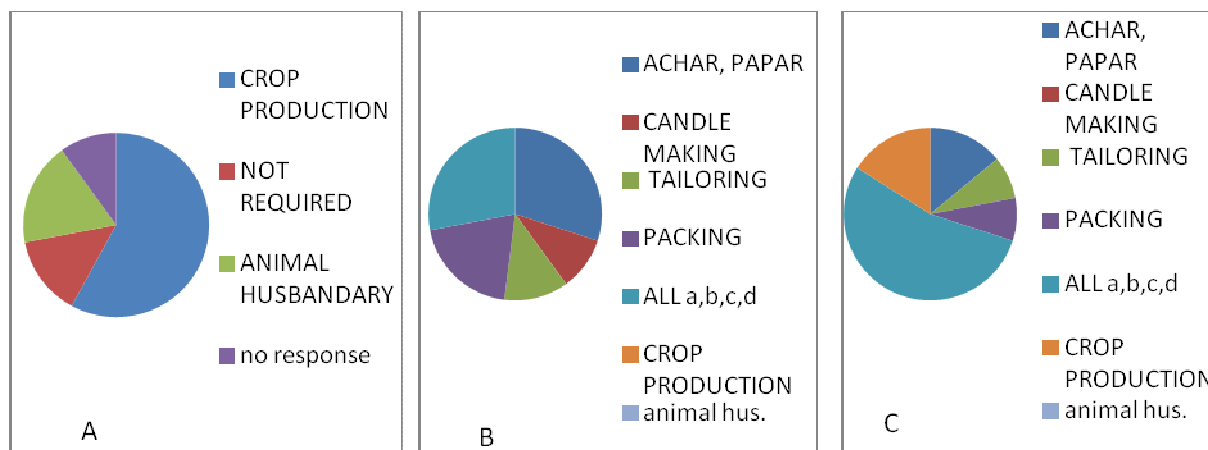 CROP
PRODUCTION
NOT
REQUIRED
ANIMAL
HUSBANDARY
no response
A
ACHAR, PAPAR
CANDLE
MAKING
TAILORING
PACKING
ALL a,b,c,d
CROP
PRODUCTION
animal hus.
B
ACHAR,
PAPAR
CANDLE
MAKING
TAILORING
PACKING
ALL a,b,c,d
CROP
PRODUCTION
animal hus.
C